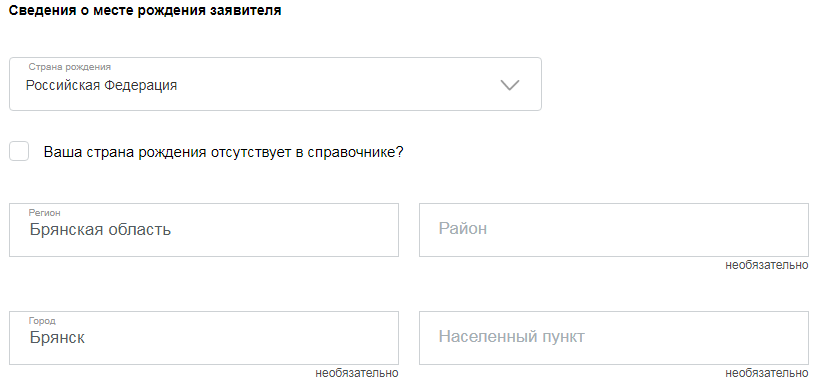 Сведения о месте рождения заявителя
Страна рождения
Российская Федерация
Ваша страна рождения отсутствует в справочнике?
Регион
Брянская область
Район
необязательно
Город
Брянск
необязательно
Населенный пункт
необязательно